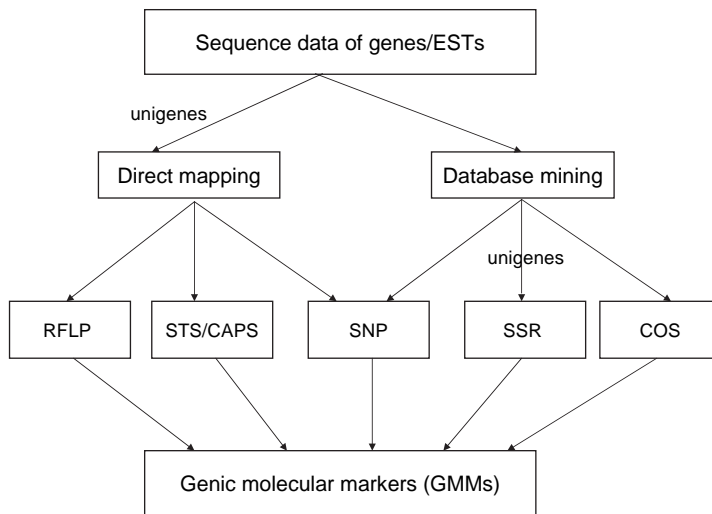 Sequence data of genes/ESTs
unigenes
Direct mapping
Database mining
unigenes
RFLP
STS/CAPS
SNP
SSR
COS
Genic molecular markers (GMMs)